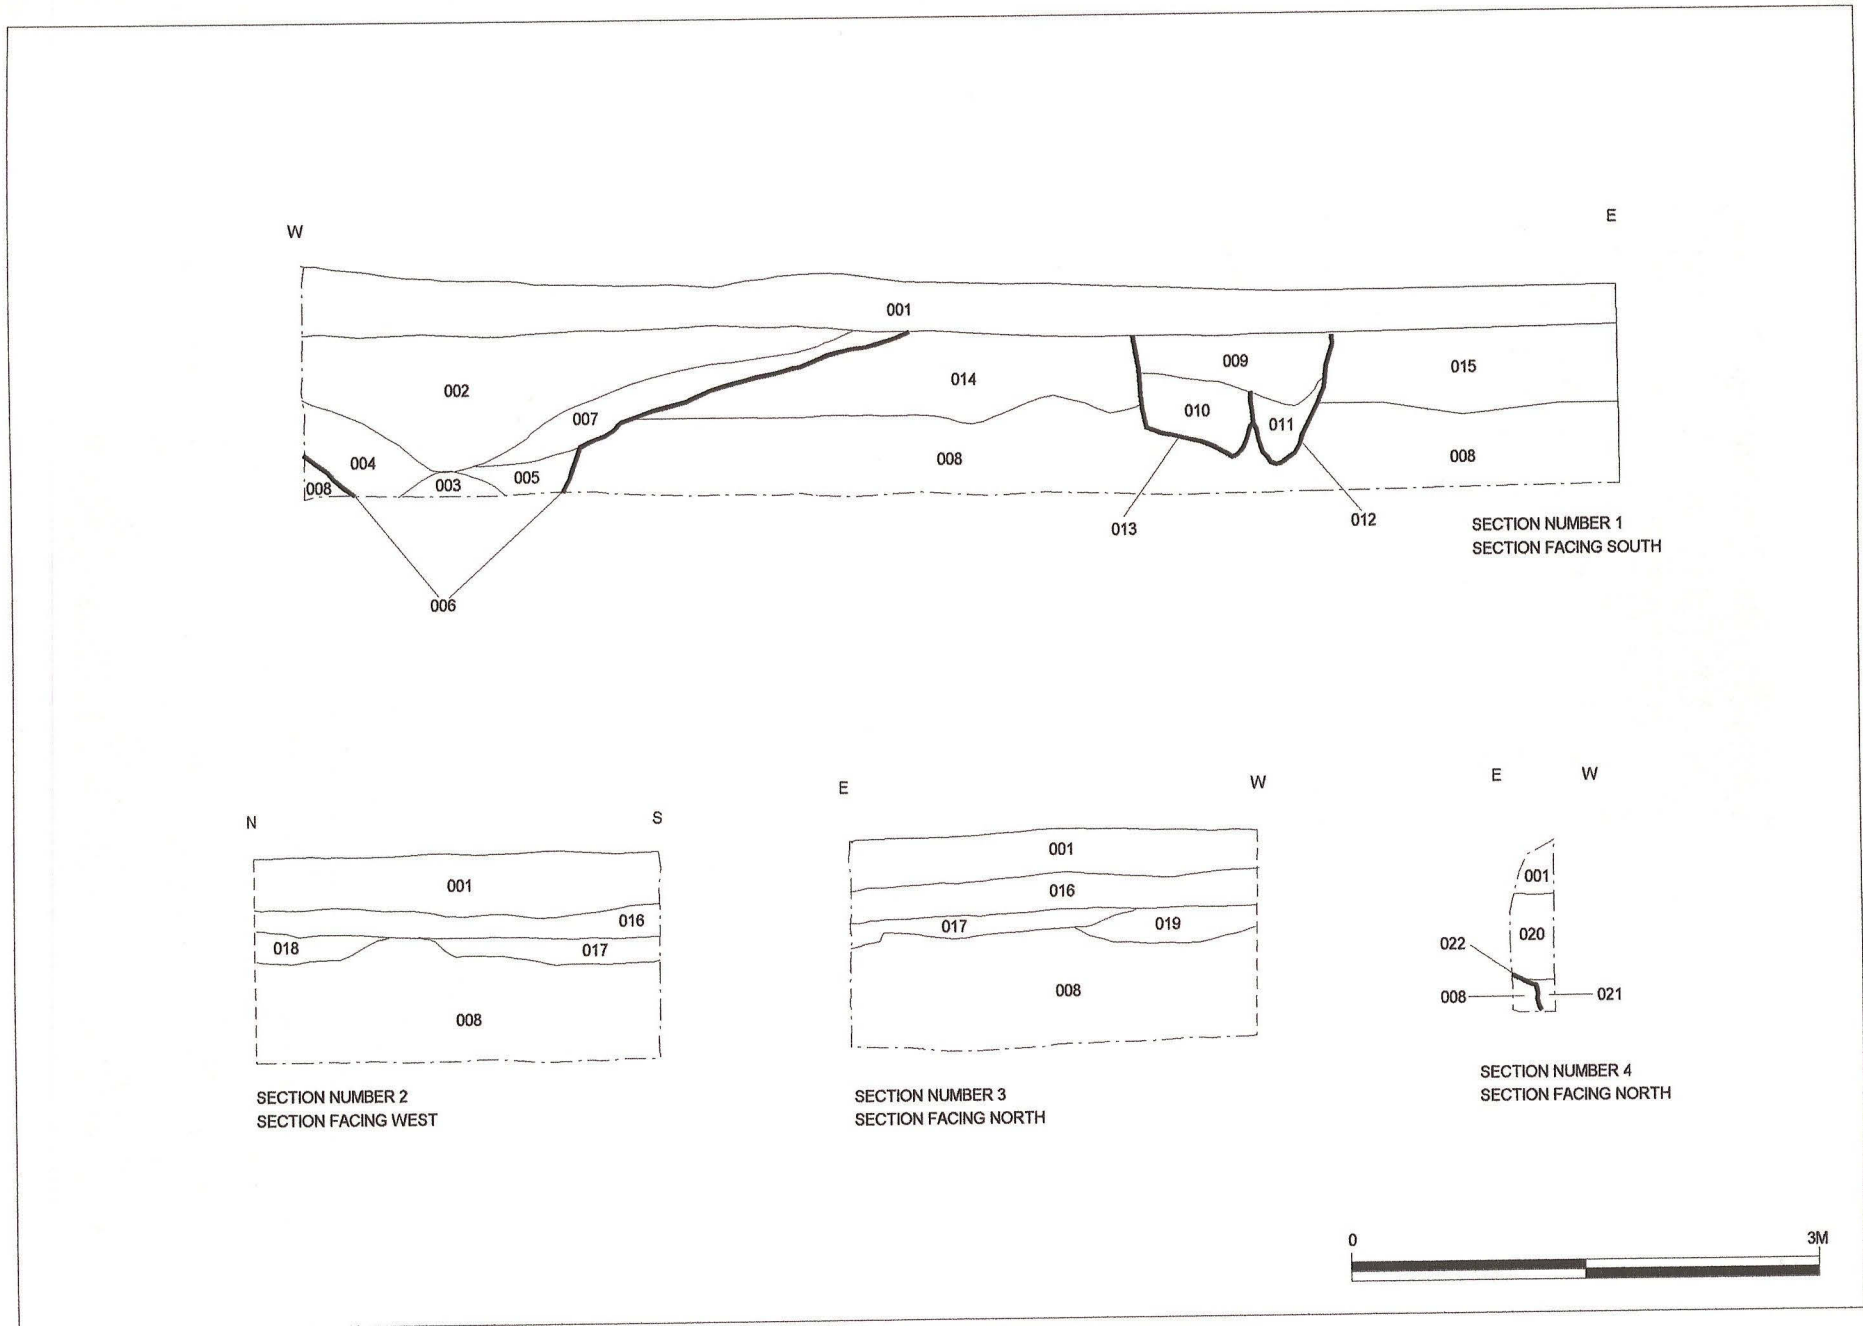 W E
001
002 009 015
014
007 010 011
004 008 008
008 003 005
013 012
SECTION NUMBER 1
SECTION FACING SOUTH
006
N S
001
016
018 017
008
SECTION NUMBER 2
SECTION FACING WEST
E W
001
016
017 019
008
SECTION NUMBER 3
SECTION FACING NORTH
E W
001
020
022
008 021
SECTION NUMBER 4
SECTION FACING NORTH
0 3M